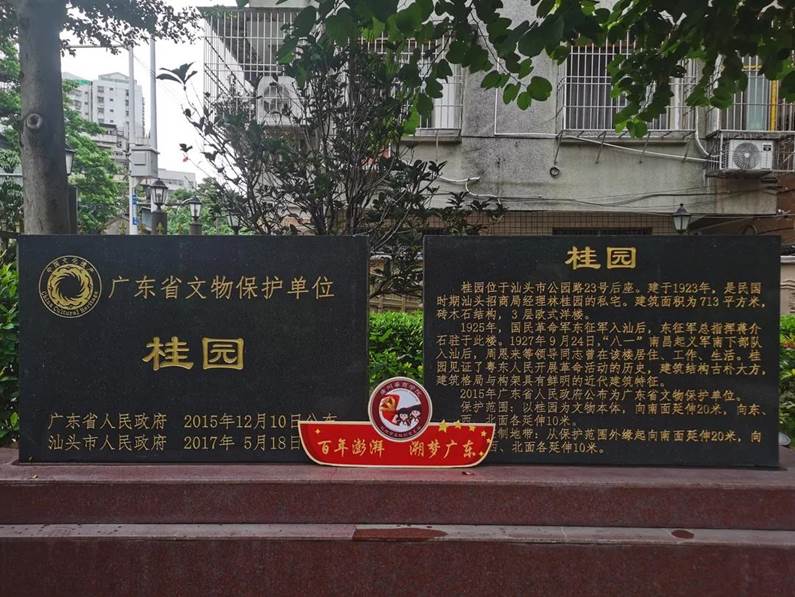 广东省文物保护单位
桂园
广东省人民政府 2015年12月10日公布
汕头市人民政府 2017年 5月18日
桂园
桂园位于汕头市公园路23号后座。建于1923年，是民国
时期汕头招商局经理林桂园的私宅。建筑面积为713平方米，
砖木石结构，3层欧式洋楼。
1925年，国民革命军东征军入汕后，东征军总指挥蒋介
石驻于此楼。1927年9月24日，“八一”南昌起义军南下部队
入汕后，周恩来等领导同志曾在该楼居住、工作、生活。桂
园见证了粤东人民开展革命活动的历史，建筑结构古朴大方，
建筑格局与构架具有鲜明的近代建筑特征。
2015年广东省人民政府公布为广东省文物保护单位。
保护范围：以桂园为文物本体，向南面延伸20米，向东、
北面各延伸10米。
制地带：从保护范围外缘起向南面延伸20米，向
、北面各延伸10米。
百年澎湃 溯梦广东